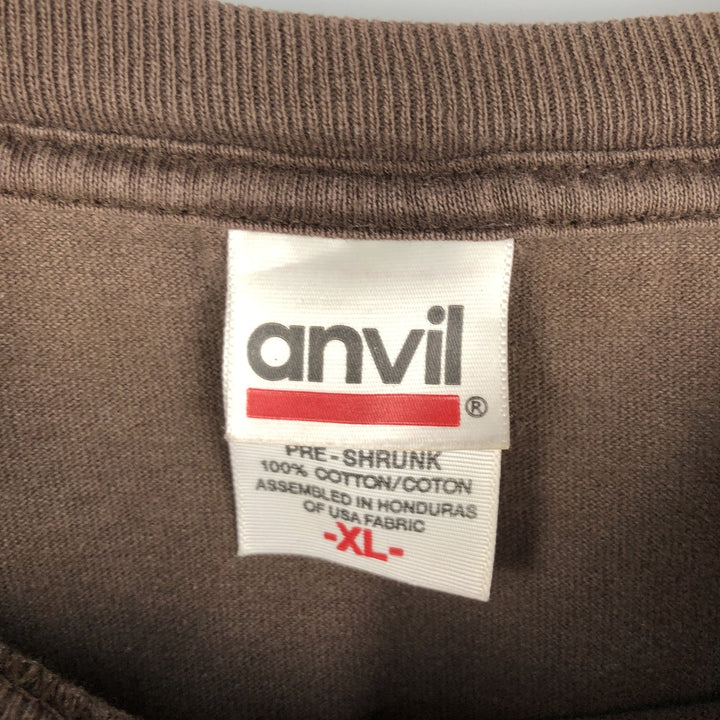 anvil
®
PRE-SHRUNK
100% COTTON/COTON
ASSEMBLED IN HONDURAS
OF USA FABRIC
-XL-